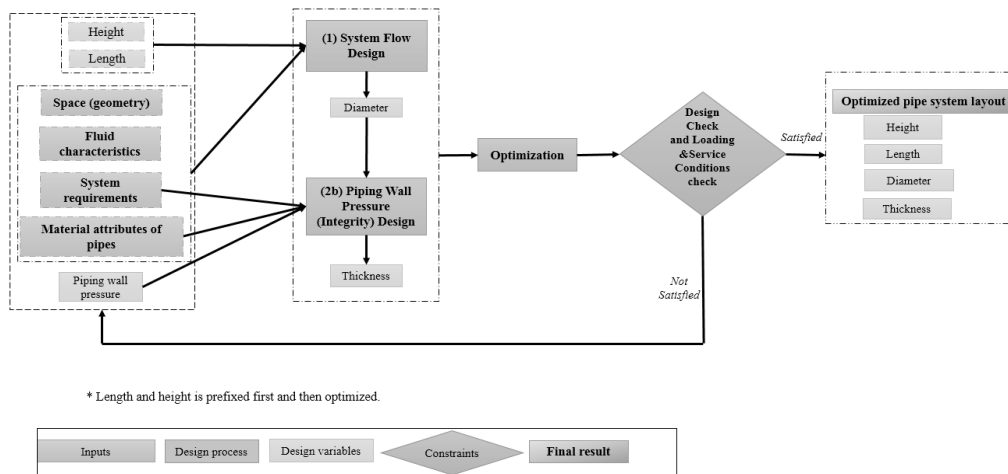 Height
Length
Space (geometry)
Fluid
characteristics
System
requirements
Material attributes of
pipes
Piping wall
pressure
(1) System Flow
Design
Diameter
(2b) Piping Wall
Pressure
(Integrity) Design
Thickness
Optimization
Design
Check
and Loading
&Service
Conditions
check
Satisfied
Not
Satisfied
Optimized pipe system layout
Height
Length
Diameter
Thickness
* Length and height is prefixed first and then optimized.
Inputs
Design process
Design variables
Constraints
Final result